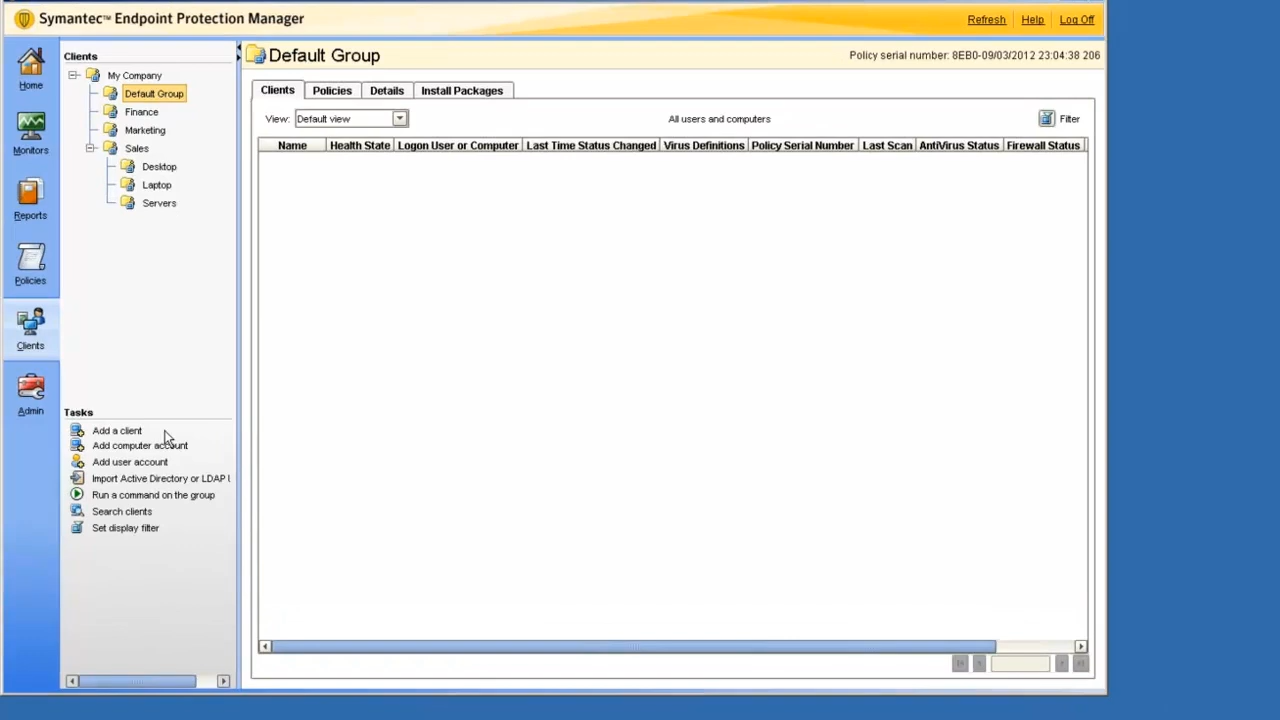 Symantec™ Endpoint Protection Manager
Refresh Help Log Off
Home
Monitors
Reports
Policies
Clients
Admin
Clients
My Company
Default Group
Finance
Marketing
Sales
Desktop
Laptop
Servers
Tasks
Add a client
Add computer account
Add user account
Import Active Directory or LDAP
Run a command on the group
Search clients
Set display filter
Default Group
Policy serial number: 8EB0-09/03/2012 23:04:38 206
Clients Policies Details Install Packages
View: Default view All users and computers Filter
Name Health State Logon User or Computer Last Time Status Changed Virus Definitions Policy Serial Number Last Scan AntiVirus Status Firewall Status